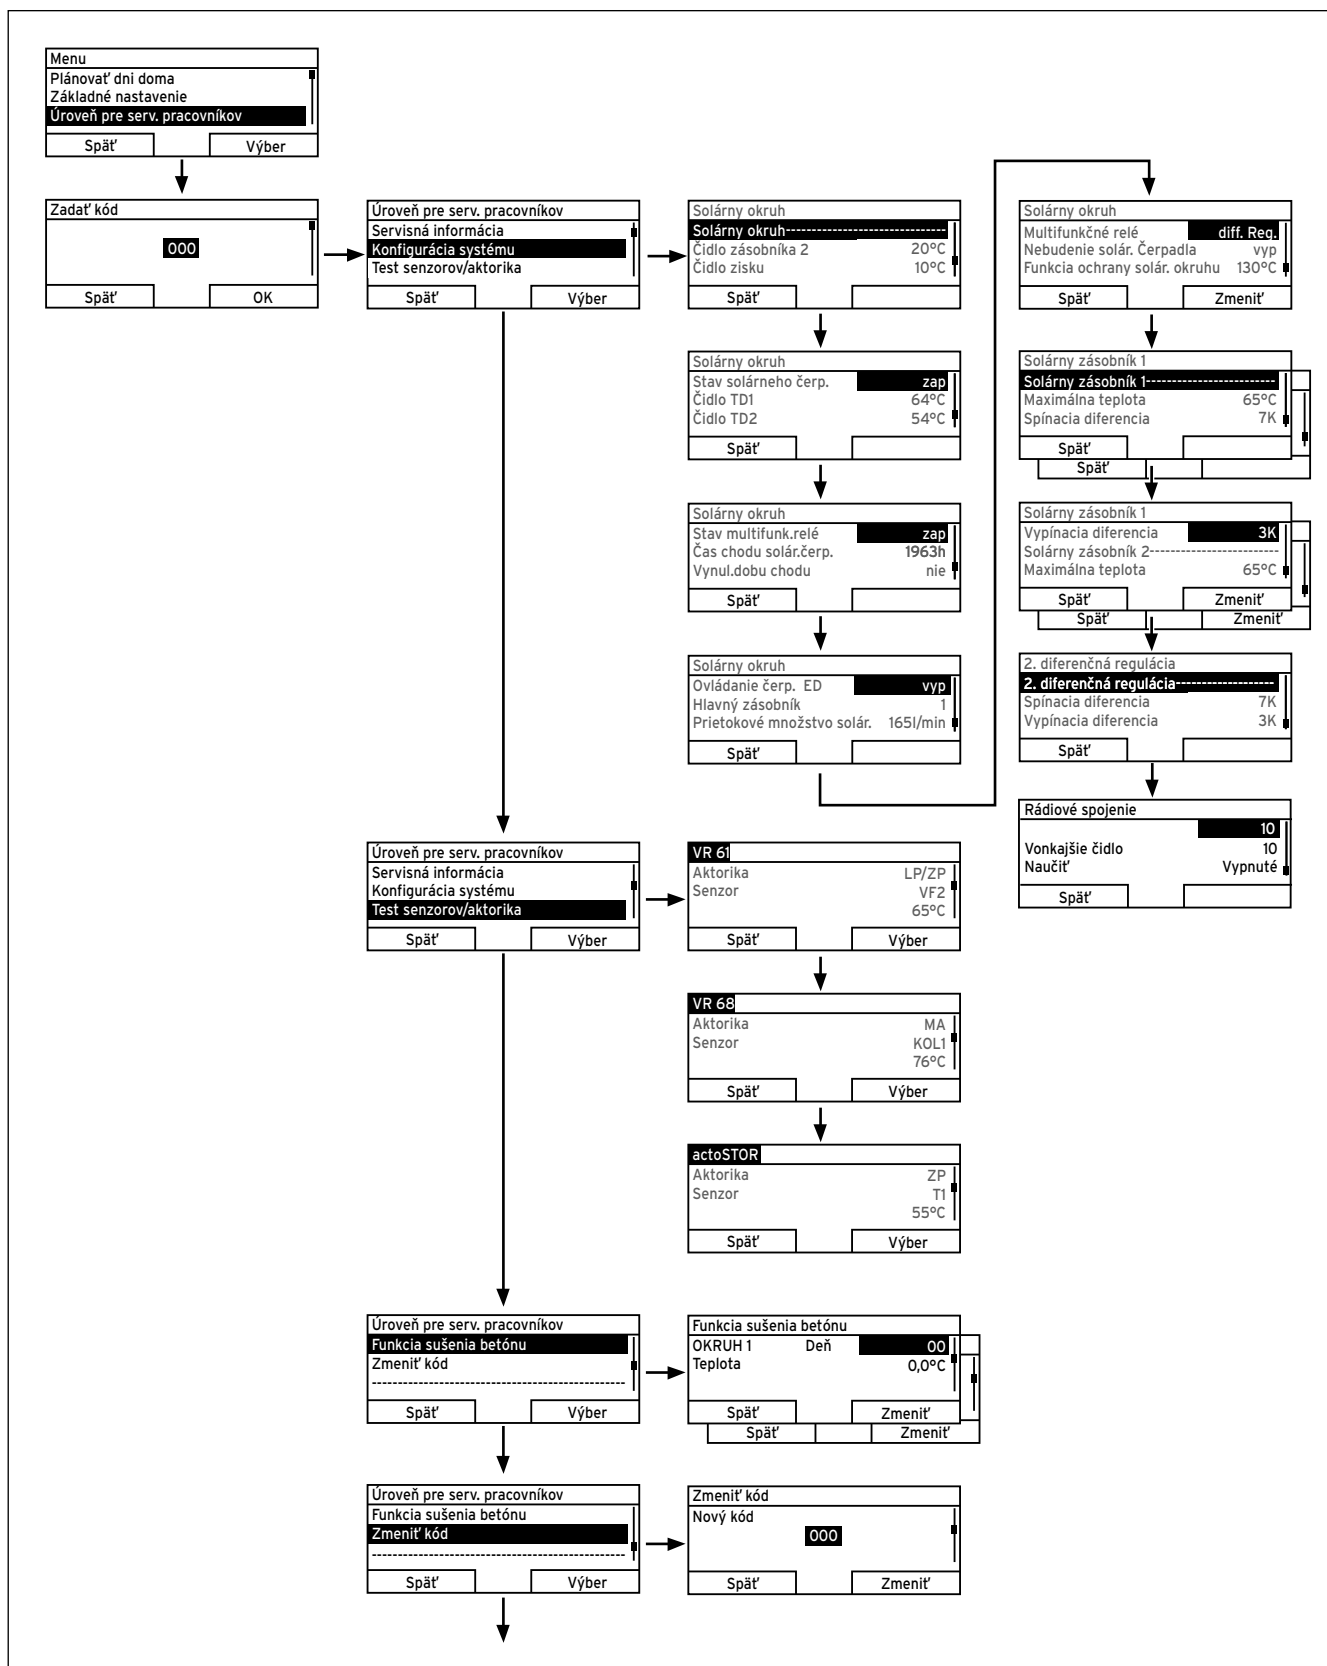 Menu
Plánovať dni doma
Základné nastavenie
Úroveň pre serv. pracovníkov
Späť Výber
Zadať kód
000
Späť OK
Úroveň pre serv. pracovníkov
Servisná informácia
Konfigurácia systému
Test senzorov/aktorika
Späť Výber
Solárny okruh
Solárny okruh------------------------------
Čidlo zásobníka 2 20°C
Čidlo zisku 10°C
Späť
Solárny okruh
Stav solárneho čerp. zap
Čidlo TD1 64°C
Čidlo TD2 54°C
Späť
Solárny okruh
Stav multifunk.relé zap
Čas chodu solár.čerp. 1963h
Vynul.dobu chodu nie
Späť
Solárny okruh
Ovládanie čerp. ED vyp
Hlavný zásobník 1
Prietokové množstvo solár. 165l/min
Späť
Solárny okruh
Multifunkčné relé diff. Reg.
Nebudenie solár. Čerpadla vyp
Funkcia ochrany solár. okruhu 130°C
Späť Zmeniť
Solárny zásobník 1
Solárny zásobník 1------------------------
Maximálna teplota 65°C
Spínacia diferencia 7K
Späť
Späť
Solárny zásobník 1
Vypínacia diferencia 3K
Solárny zásobník 2------------------------
Maximálna teplota 65°C
Späť Zmeniť
Späť Zmeniť
2. diferenčná regulácia
2. diferenčná regulácia-------------------
Spínacia diferencia 7K
Vypínacia diferencia 3K
Späť
Rádiové spojenie
10
Vonkajšie čidlo 10
Naučiť Vypnuté
Späť
Úroveň pre serv. pracovníkov
Servisná informácia
Konfigurácia systému
Test senzorov/aktorika
Späť Výber
VR 61
Aktorika LP/ZP
Senzor VF2
65°C
Späť Výber
VR 68
Aktorika MA
Senzor KOL1
76°C
Späť Výber
actoSTOR
Aktorika ZP
Senzor T1
55°C
Späť Výber
Úroveň pre serv. pracovníkov
Funkcia sušenia betónu
Zmeniť kód
------------------------------------------------
Späť Výber
Funkcia sušenia betónu
OKRUH 1 Deň 00
Teplota 0,0°C
Späť Zmeniť
Späť Zmeniť
Úroveň pre serv. pracovníkov
Funkcia sušenia betónu
Zmeniť kód
------------------------------------------------
Späť Výber
Zmeniť kód
Nový kód
000
Späť Zmeniť